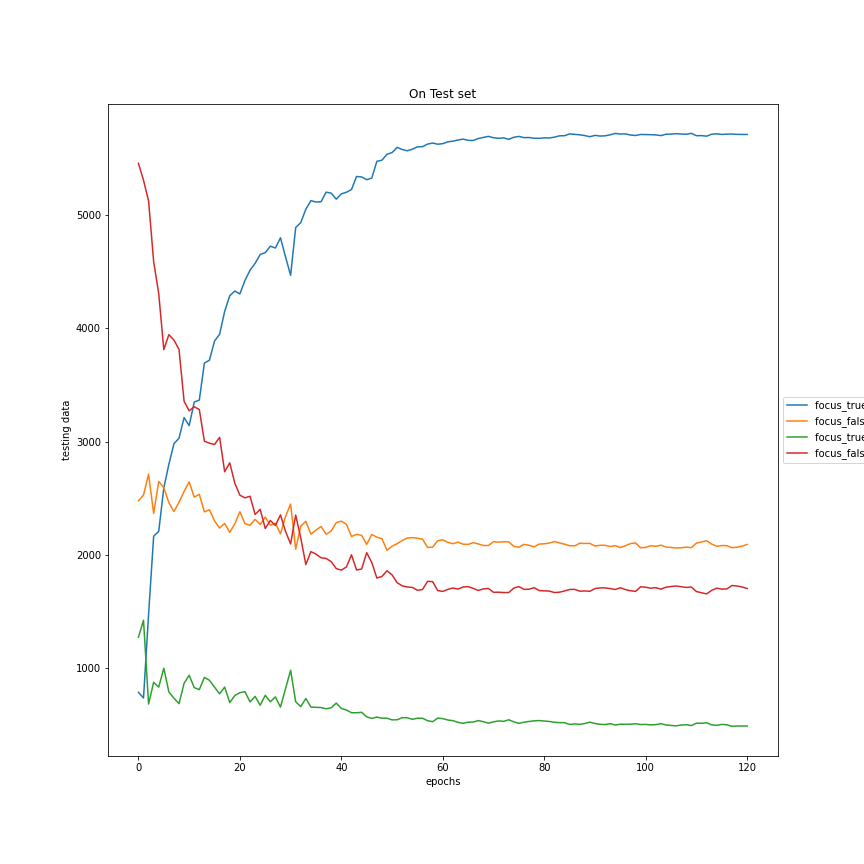 On Test set
testing data
5000
4000
3000
2000
1000
0 20 40 60 80 100 120
epochs
focus_true
focus_fals
focus_true
focus_fals